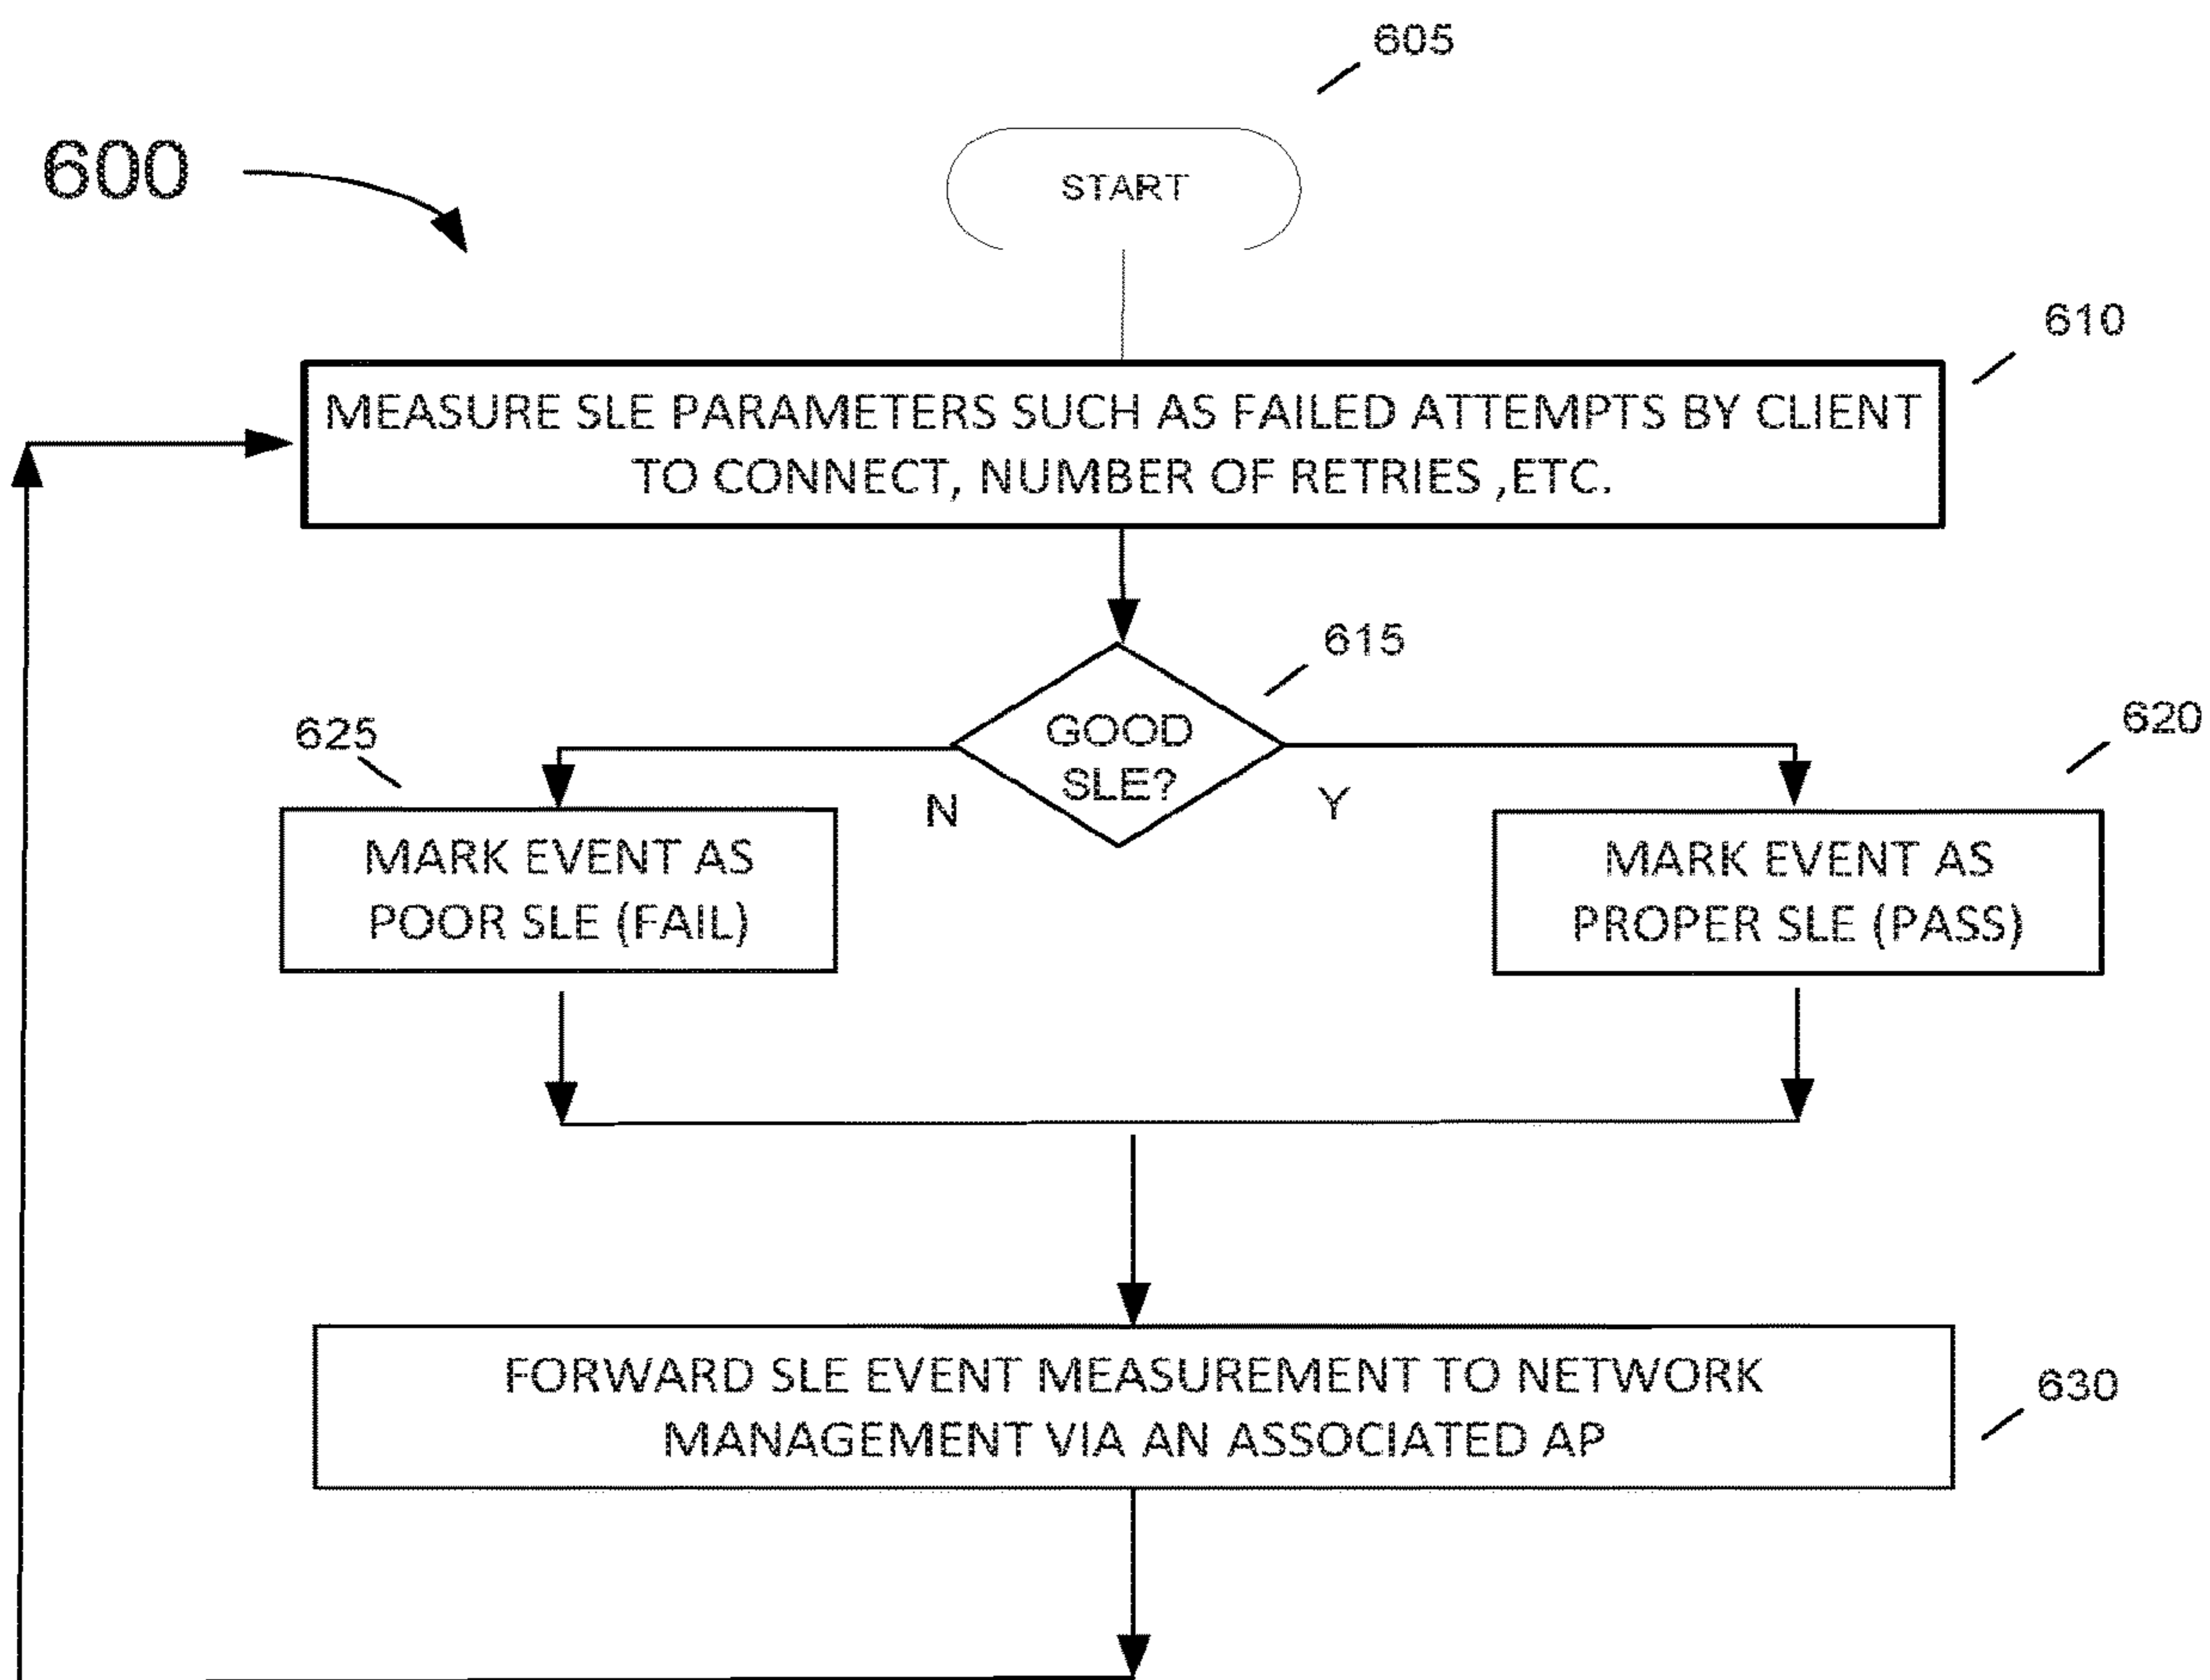 605
600
START
610
MEASURE SLE PARAMETERS SUCH AS FAILED ATTEMPTS BY CLIENT
TO CONNECT, NUMBER OF RETRIES ,ETC.
615
GOOD
SLE?
N
Y
625
620
MARK EVENT AS
POOR SLE (FAIL)
MARK EVENT AS
PROPER SLE (PASS)
FORWARD SLE EVENT MEASUREMENT TO NETWORK
MANAGEMENT VIA AN ASSOCIATED AP
630